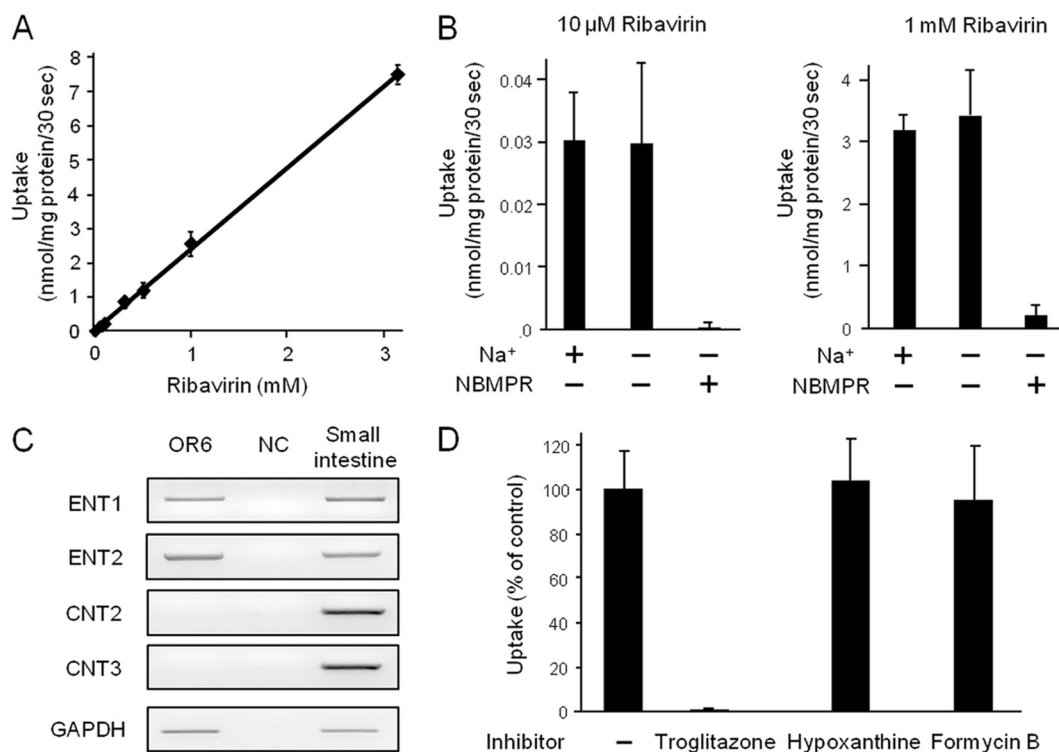 A
Uptake
(nmol/mg protein/30 sec)
8
7
6
5
4
3
2
1
0
0 1 2 3
Ribavirin (mM)
B
10 µM Ribavirin
Uptake
(nmol/mg protein/30 sec)
0.04
0.03
0.02
0.01
.0
Na+ + − −
NBMPR − − +
1 mM Ribavirin
Uptake
(nmol/mg protein/30 sec)
4
3
2
1
0
Na+ + − −
NBMPR − − +
C
OR6 NC Small
intestine
ENT1
ENT2
CNT2
CNT3
GAPDH
D
Uptake (% of control)
120
100
80
60
40
20
0
Inhibitor − Troglitazone Hypoxanthine Formycin B